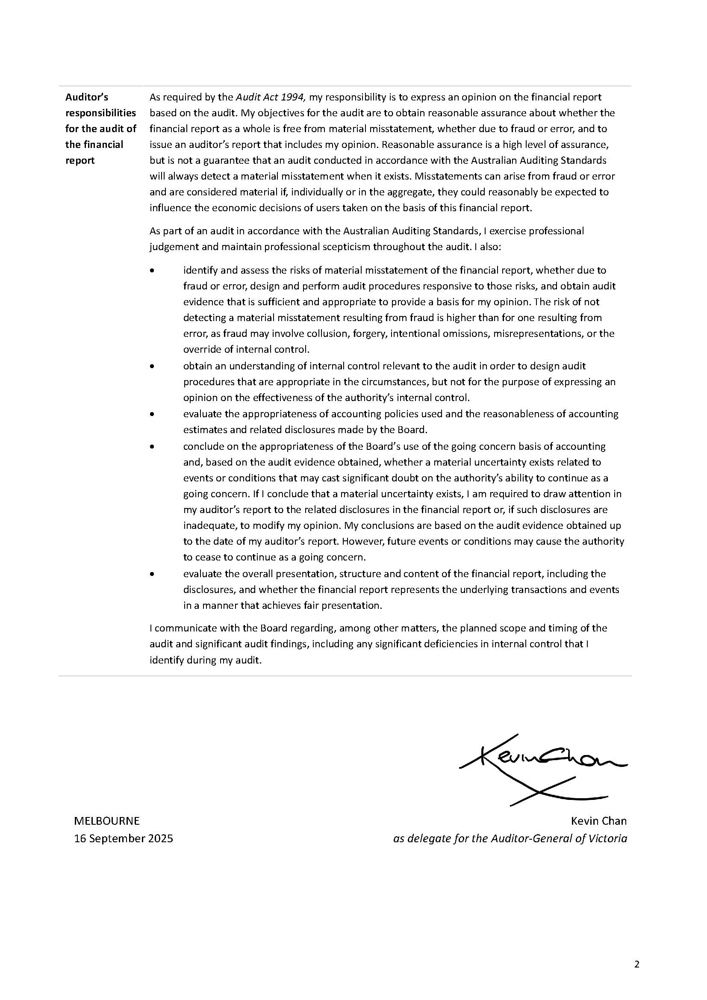 Auditor’s
responsibilities
for the audit of
the financial
report
As required by the Audit Act 1994, my responsibility is to express an opinion on the financial report
based on the audit. My objectives for the audit are to obtain reasonable assurance about whether the
financial report as a whole is free from material misstatement, whether due to fraud or error, and to
issue an auditor’s report that includes my opinion. Reasonable assurance is a high level of assurance,
but is not a guarantee that an audit conducted in accordance with the Australian Auditing Standards
will always detect a material misstatement when it exists. Misstatements can arise from fraud or error
and are considered material if, individually or in the aggregate, they could reasonably be expected to
influence the economic decisions of users taken on the basis of this financial report.
As part of an audit in accordance with the Australian Auditing Standards, I exercise professional
judgement and maintain professional scepticism throughout the audit. I also:
• identify and assess the risks of material misstatement of the financial report, whether due to
fraud or error, design and perform audit procedures responsive to those risks, and obtain audit
evidence that is sufficient and appropriate to provide a basis for my opinion. The risk of not
detecting a material misstatement resulting from fraud is higher than for one resulting from
error, as fraud may involve collusion, forgery, intentional omissions, misrepresentations, or the
override of internal control.
• obtain an understanding of internal control relevant to the audit in order to design audit
procedures that are appropriate in the circumstances, but not for the purpose of expressing an
opinion on the effectiveness of the authority’s internal control.
• evaluate the appropriateness of accounting policies used and the reasonableness of accounting
estimates and related disclosures made by the Board.
• conclude on the appropriateness of the Board’s use of the going concern basis of accounting
and, based on the audit evidence obtained, whether a material uncertainty exists related to
events or conditions that may cast significant doubt on the authority’s ability to continue as a
going concern. If I conclude that a material uncertainty exists, I am required to draw attention in
my auditor’s report to the related disclosures in the financial report or, if such disclosures are
inadequate, to modify my opinion. My conclusions are based on the audit evidence obtained up
to the date of my auditor’s report. However, future events or conditions may cause the authority
to cease to continue as a going concern.
• evaluate the overall presentation, structure and content of the financial report, including the
disclosures, and whether the financial report represents the underlying transactions and events
in a manner that achieves fair presentation.
I communicate with the Board regarding, among other matters, the planned scope and timing of the
audit and significant audit findings, including any significant deficiencies in internal control that I
identify during my audit.
Kevin Chan
MELBOURNE
16 September 2025
Kevin Chan
as delegate for the Auditor-General of Victoria
2